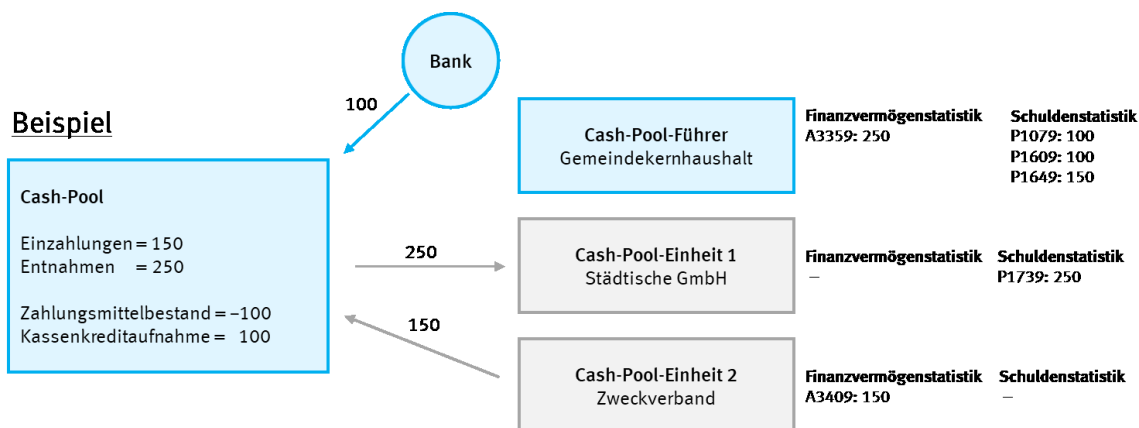 Bank
100
Beispiel
Cash-Pool
Einzahlungen = 150
Entnahmen = 250
Zahlungsmittelbestand = –100
Kassenkreditaufnahme = 100
250
150
Cash-Pool-Führer
Gemeindekernhaushalt
Finanzvermögenstatistik
A3359: 250
Schuldenstatistik
P1079: 100
P1609: 100
P1649: 150
Cash-Pool-Einheit 1
Städtische GmbH
Finanzvermögenstatistik
–
Schuldenstatistik
P1739: 250
Cash-Pool-Einheit 2
Zweckverband
Finanzvermögenstatistik
A3409: 150
Schuldenstatistik
–